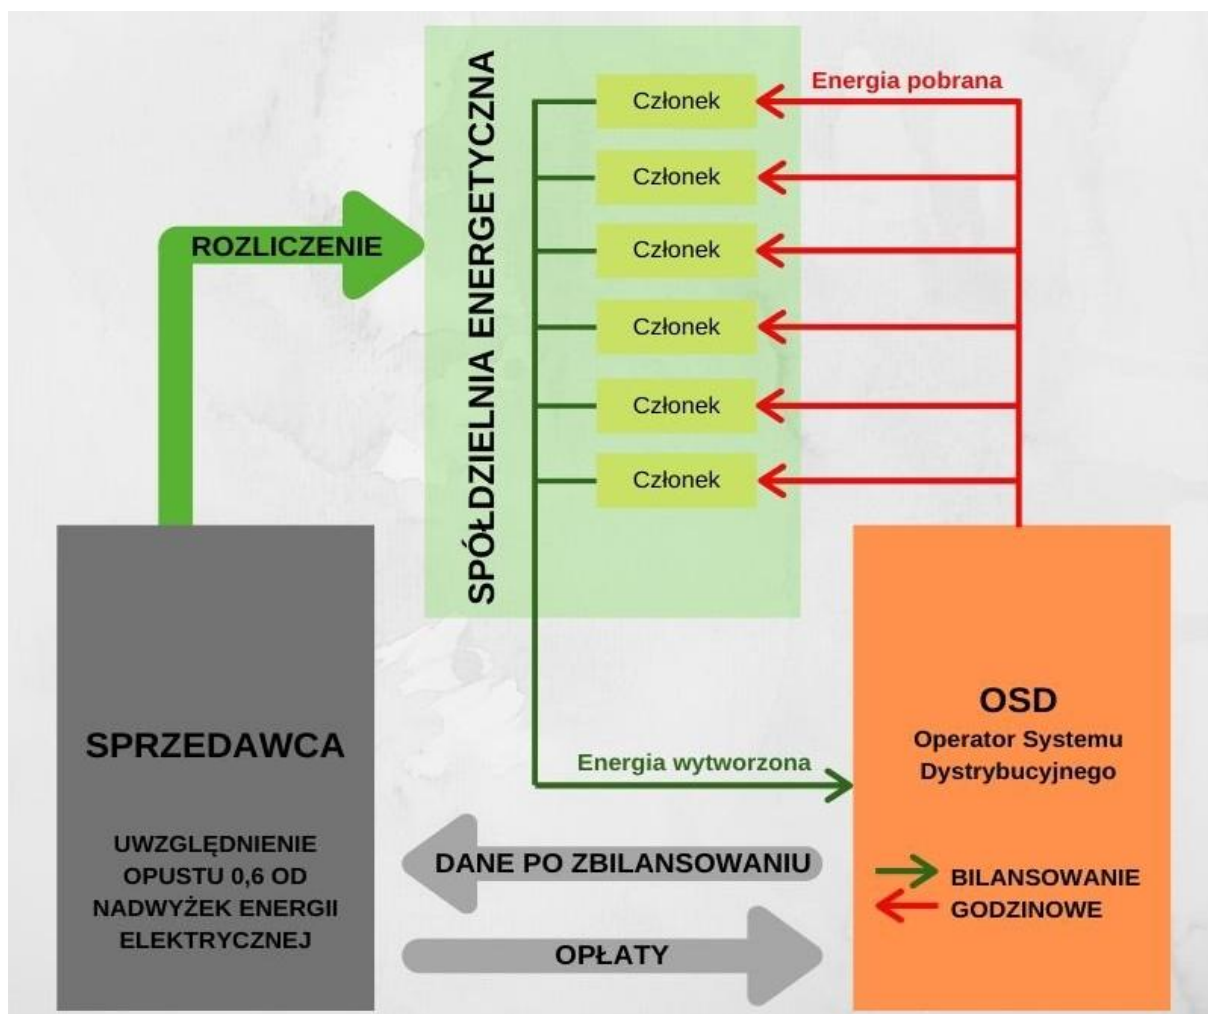 SPÓŁDZIELNIA ENERGETYCZNA
Członek
Członek
Członek
Członek
Członek
Członek
Energia pobrana
ROZLICZENIE
SPRZEDAWCA
UWZGLĘDNIENIE
OPUSTU 0,6 OD
NADWYŻEK ENERGII
ELEKTRYCZNEJ
Energia wytworzona
DANE PO ZBILANSOWANIU
OPŁATY
OSD
Operator Systemu
Dystrybucyjnego
BILANSOWANIE
GODZINOWE